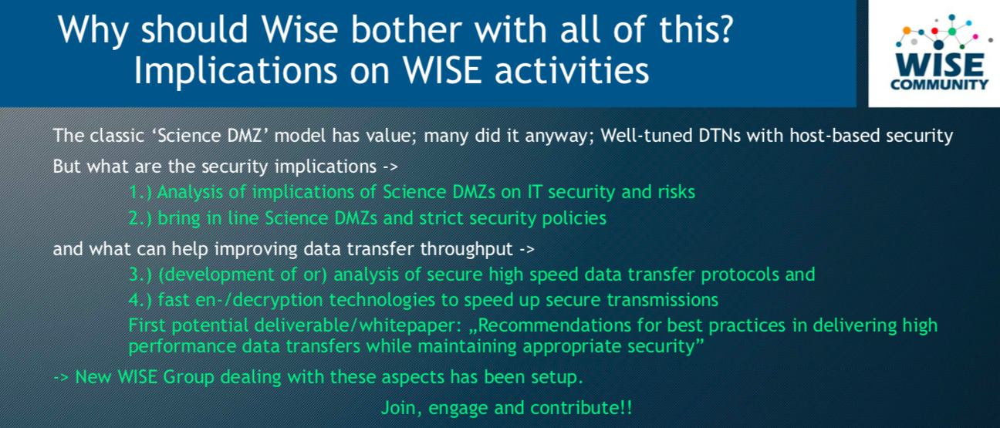 Why should Wise bother with all of this?
Implications on WISE activities
WISE
COMMUNITY
The classic ‘Science DMZ’ model has value; many did it anyway; Well-tuned DTNs with host-based security
But what are the security implications ->
1.) Analysis of implications of Science DMZs on IT security and risks
2.) bring in line Science DMZs and strict security policies
and what can help improving data transfer throughput ->
3.) (development of or) analysis of secure high speed data transfer protocols and
4.) fast en-/decryption technologies to speed up secure transmissions
First potential deliverable/whitepaper: „Recommendations for best practices in delivering high
performance data transfers while maintaining appropriate security”
-> New WISE Group dealing with these aspects has been setup.
Join, engage and contribute!!